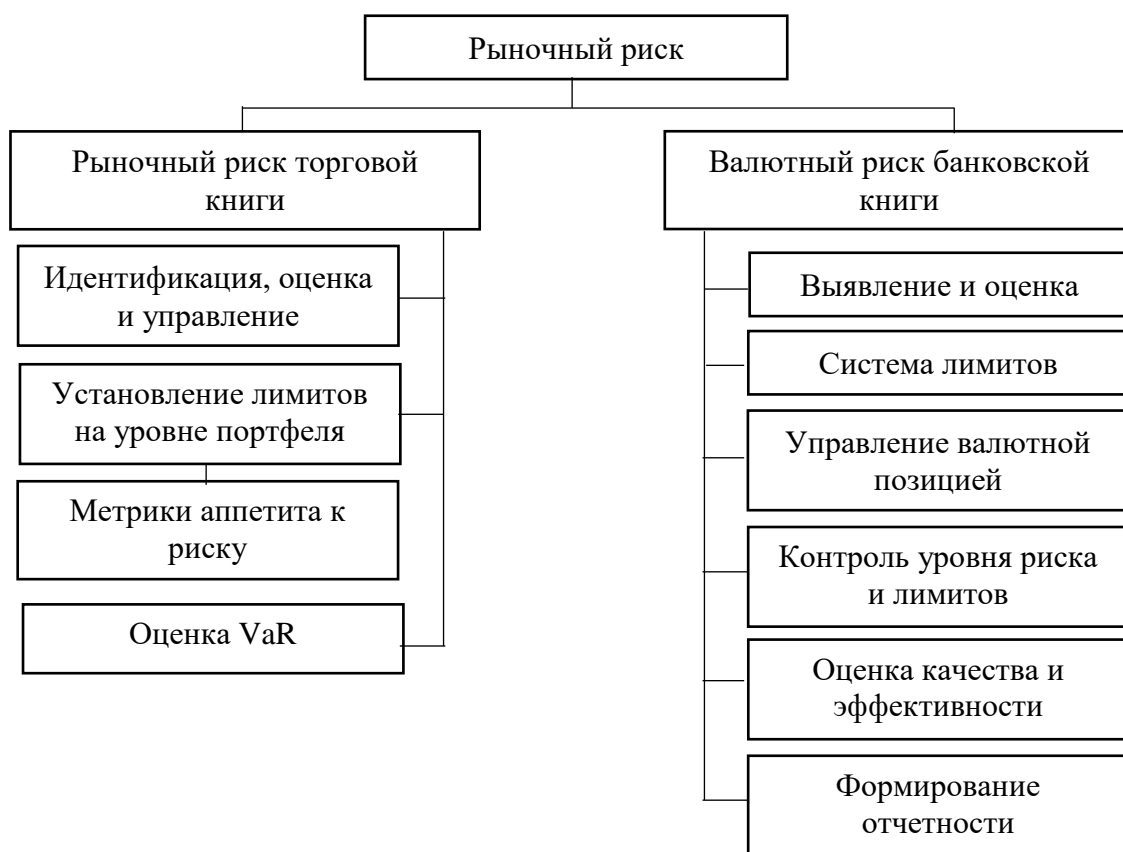 Рыночный риск
Рыночный риск торговой
книги
Идентификация, оценка
и управление
Установление лимитов
на уровне портфеля
Метрики аппетита к
риску
Оценка VaR
Валютный риск банковской
книги
Выявление и оценка
Система лимитов
Управление валютной
позицией
Контроль уровня риска
и лимитов
Оценка качества и
эффективности
Формирование
отчетности